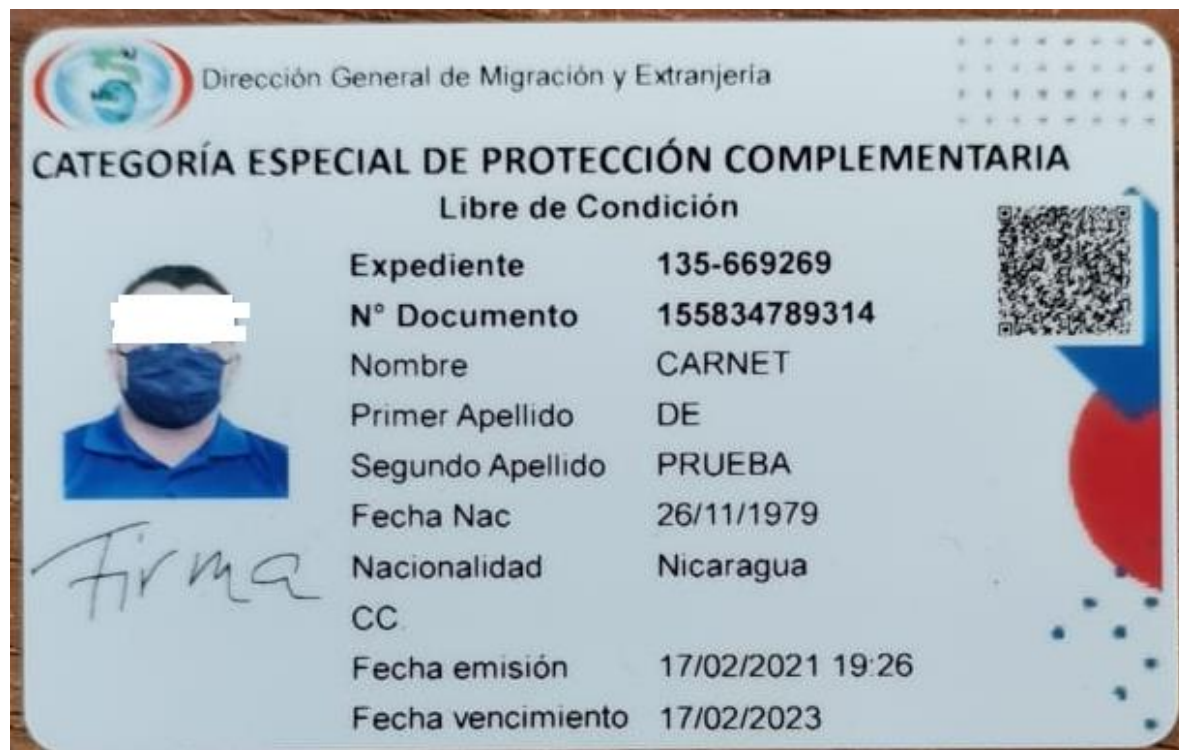 Dirección General de Migración y Extranjería
CATEGORÍA ESPECIAL DE PROTECCIÓN COMPLEMENTARIA
Libre de Condición
Expediente 135-669269
N° Documento 155834789314
Nombre CARNET
Primer Apellido DE
Segundo Apellido PRUEBA
Fecha Nac 26/11/1979
Nacionalidad Nicaragua
CC
Fecha emisión 17/02/2021 19:26
Fecha vencimiento 17/02/2023
Firma